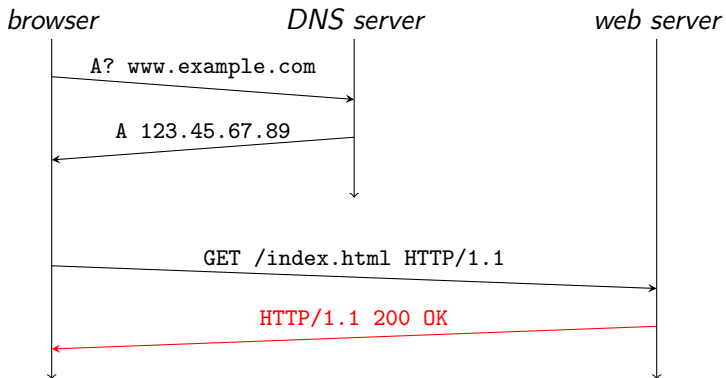 browser DNS server web server
A? www.example.com
A 123.45.67.89
GET /index.html HTTP/1.1
HTTP/1.1 200 OK